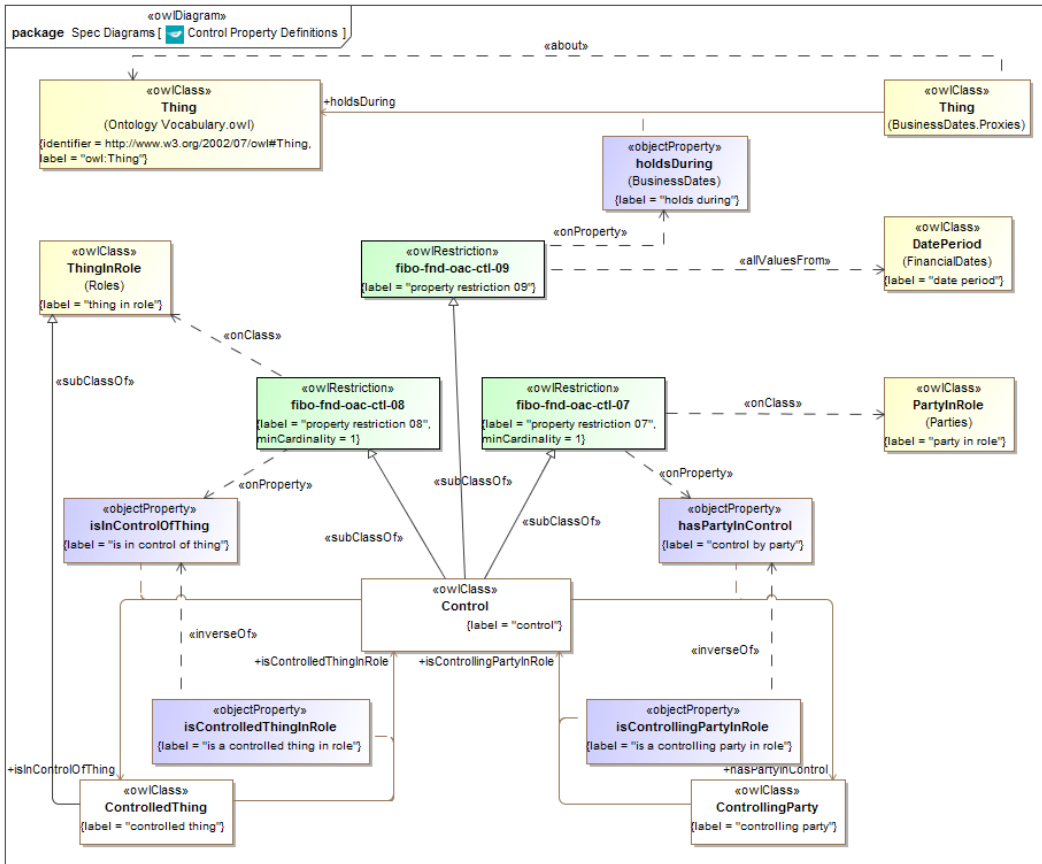 «owlDiagram»
package Spec Diagrams [ Control Property Definitions ]
«about»
«owlClass»
Thing
(Ontology Vocabulary.owl)
{identifier = http://www.w3.org/2002/07/owl#Thing,
label = "owl:Thing"}
+holdsDuring
«owlClass»
Thing
(BusinessDates.Proxies)
«objectProperty»
holdsDuring
(BusinessDates)
{label = "holds during"}
«onProperty»
«owlClass»
ThingInRole
(Roles)
{label = "thing in role"}
«owlRestriction»
fibo-fnd-oac-ctl-09
{label = "property restriction 09"}
«allValuesFrom»
«owlClass»
DatePeriod
(FinancialDates)
{label = "date period"}
«onClass»
«subClassOf»
«owlRestriction»
fibo-fnd-oac-ctl-08
{label = "property restriction 08",
minCardinality = 1}
«owlRestriction»
fibo-fnd-oac-ctl-07
{label = "property restriction 07",
minCardinality = 1}
«onClass»
«owlClass»
PartyInRole
(Parties)
{label = "party in role"}
«onProperty»
«subClassOf»
«onProperty»
«objectProperty»
isInControlOfThing
{label = "is in control of thing"}
«subClassOf»
«subClassOf»
«objectProperty»
hasPartyInControl
{label = "control by party"}
«owlClass»
Control
{label = "control"}
«inverseOf»
+isControlledThingInRole
+isControllingPartyInRole
«inverseOf»
«objectProperty»
isControlledThingInRole
{label = "is a controlled thing in role"}
«objectProperty»
isControllingPartyInRole
{label = "is a controlling party in role"}
+isInControlOfThing
+hasPartyInControl
«owlClass»
ControlledThing
{label = "controlled thing"}
«owlClass»
ControllingParty
{label = "controlling party"}